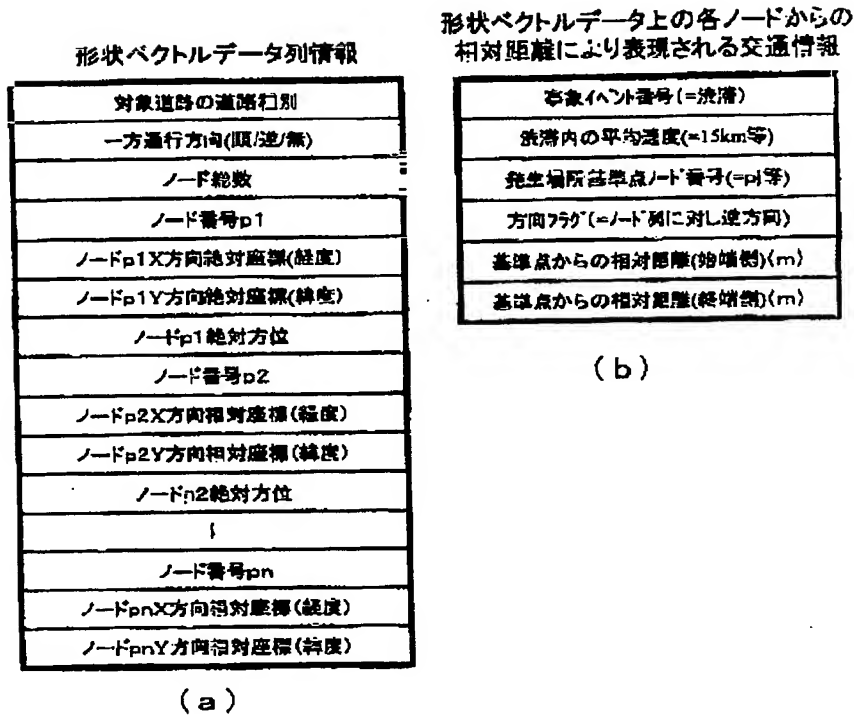 形状ベクトルデータ列情報
対象道路の道路種別
一方通行方向(順/逆/無)
ノード総数
ノード番号p1
ノードp1X方向絶対座標(経度)
ノードp1Y方向絶対座標(緯度)
ノードp1絶対方位
ノード番号p2
ノードp2X方向相対座標(経度)
ノードp2Y方向相対座標(緯度)
ノードp2絶対方位
〜
ノード番号pn
ノードpnX方向相対座標(経度)
ノードpnY方向相対座標(緯度)
(a)
形状ベクトルデータ上の各ノードからの
相対距離により表現される交通情報
事象イベント番号(=渋滞)
渋滞内の平均速度(=15km等)
発生場所基準点ノード番号(=p1等)
方向フラグ(=ノード列に対し逆方向)
基準点からの相対距離(始端側)(m)
基準点からの相対距離(終端側)(m)
(b)